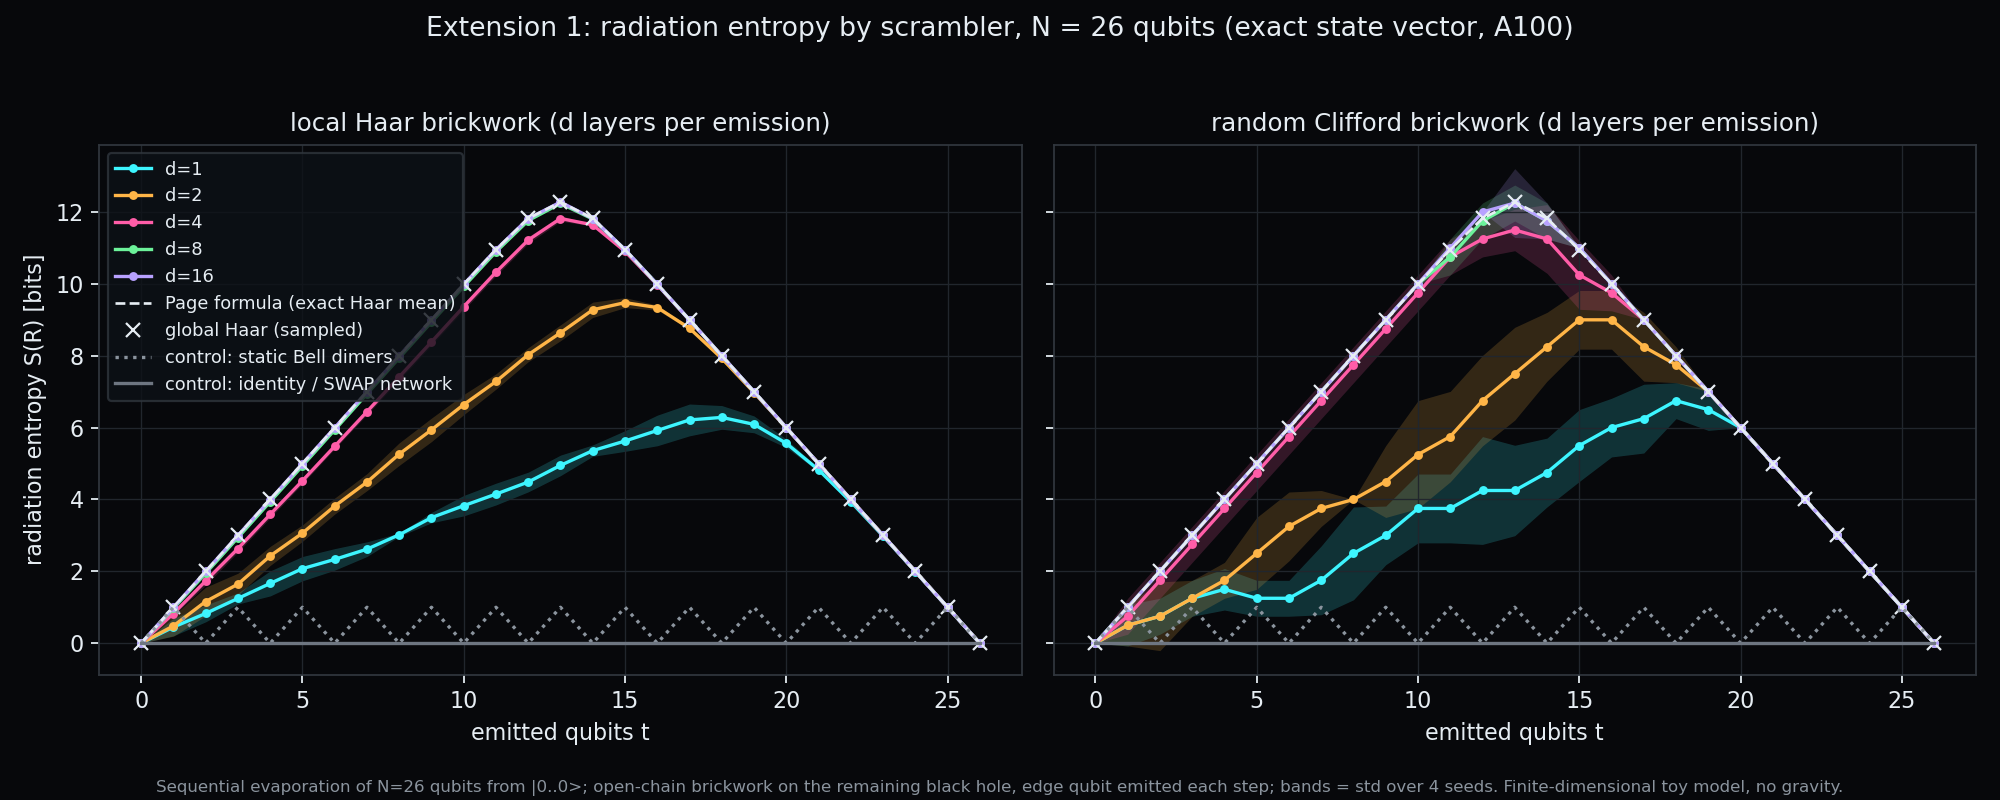 Extension 1: radiation entropy by scrambler, N = 26 qubits (exact state vector, A100)
local Haar brickwork (d layers per emission)
radiation entropy S(R) [bits]
12
10
8
6
4
2
0
d=1
d=2
d=4
d=8
d=16
Page formula (exact Haar mean)
global Haar (sampled)
control: static Bell dimers
control: identity / SWAP network
0 5 10 15 20 25
emitted qubits t
random Clifford brickwork (d layers per emission)
0 5 10 15 20 25
emitted qubits t
Sequential evaporation of N=26 qubits from |0..0>; open-chain brickwork on the remaining black hole, edge qubit emitted each step; bands = std over 4 seeds. Finite-dimensional toy model, no gravity.